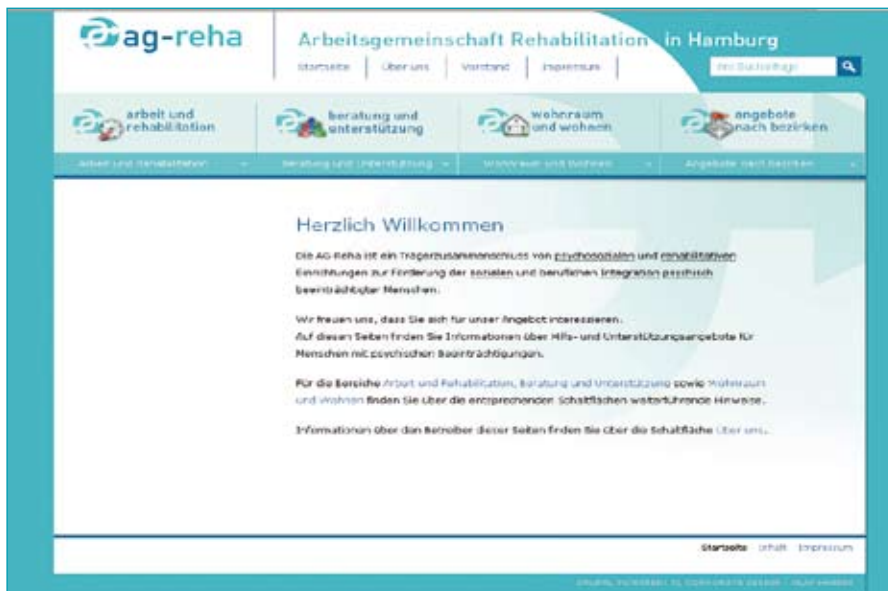 ag-reha
Arbeitsgemeinschaft Rehabilitation in Hamburg
Startseite Über uns Vorstand Impressum Ihre Suchanfrage
arbeit und rehabilitation
beratung und unterstützung
wohnraum und wohnen
angebote nach bezirken
Arbeit und Rehabilitation Beratung und Unterstützung Wohnraum und Wohnen Angebote nach Bezirken
Herzlich Willkommen
Die AG-Reha ist ein Trägerzusammenschluss von psychosozialen und rehabilitativen
Einrichtungen zur Förderung der sozialen und beruflichen Integration psychisch
beeinträchtigter Menschen.
Wir freuen uns, dass Sie sich für unser Angebot interessieren.
Auf diesen Seiten finden Sie Informationen über Hilfs- und Unterstützungsangebote für
Menschen mit psychischen Beeinträchtigungen.
Für die Bereiche Arbeit und Rehabilitation, Beratung und Unterstützung sowie Wohnraum
und Wohnen finden Sie über die entsprechenden Schaltflächen weiterführende Hinweise.
Informationen über den Betreiber dieser Seiten finden Sie über die Schaltfläche Über uns.
Startseite Inhalt Impressum